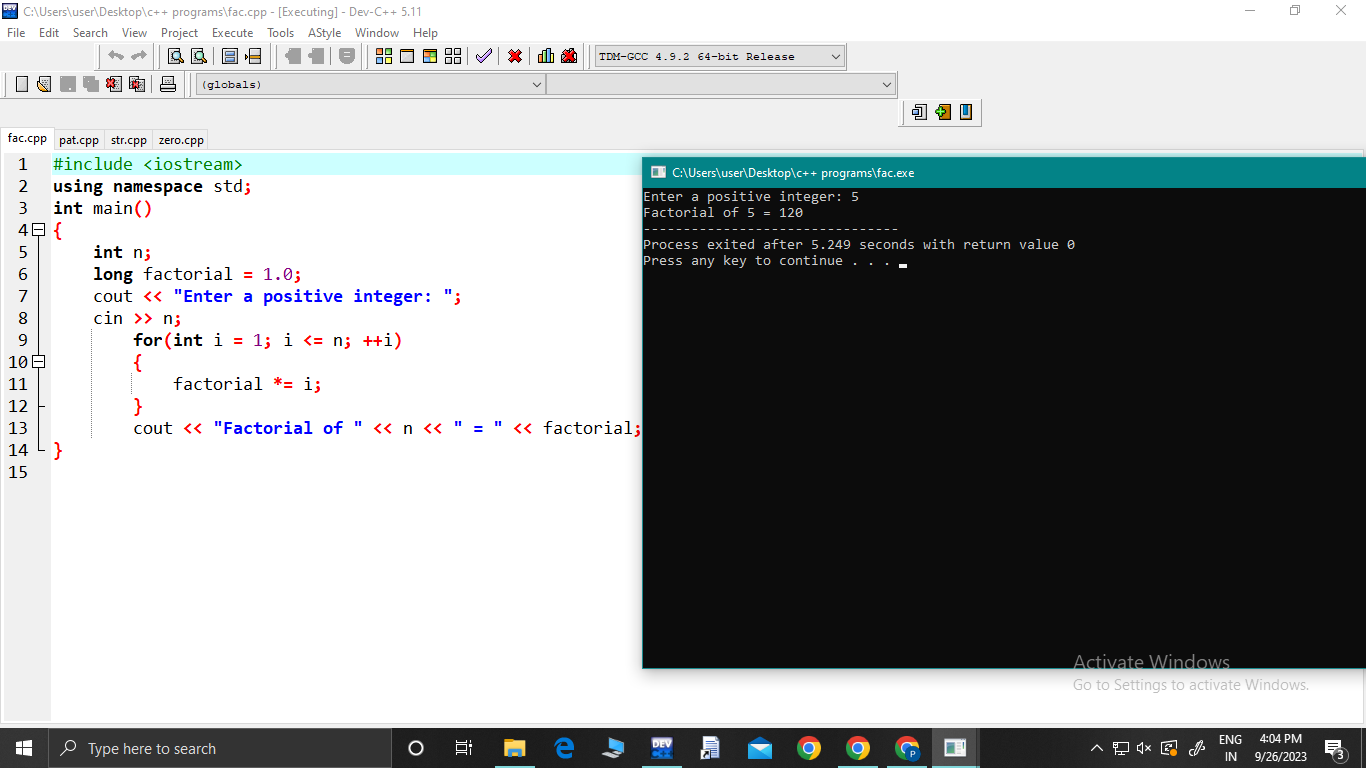 C:\Users\user\Desktop\c++ programs\fac.cpp - [Executing] - Dev-C++ 5.11
File Edit Search View Project Execute Tools AStyle Window Help
TDM-GCC 4.9.2 64-bit Release
(globals)
fac.cpp pat.cpp str.cpp zero.cpp
1 #include <iostream>
2 using namespace std;
3 int main()
4 {
5 int n;
6 long factorial = 1.0;
7 cout << "Enter a positive integer: ";
8 cin >> n;
9 for(int i = 1; i <= n; ++i)
10 {
11 factorial *= i;
12 }
13 cout << "Factorial of " << n << " = " << factorial;
14 }
15
C:\Users\user\Desktop\c++ programs\fac.exe
Enter a positive integer: 5
Factorial of 5 = 120
--------------------------------
Process exited after 5.249 seconds with return value 0
Press any key to continue . . .
Activate Windows
Go to Settings to activate Windows.
Type here to search
DEV
P
ENG
IN
4:04 PM
9/26/2023
3